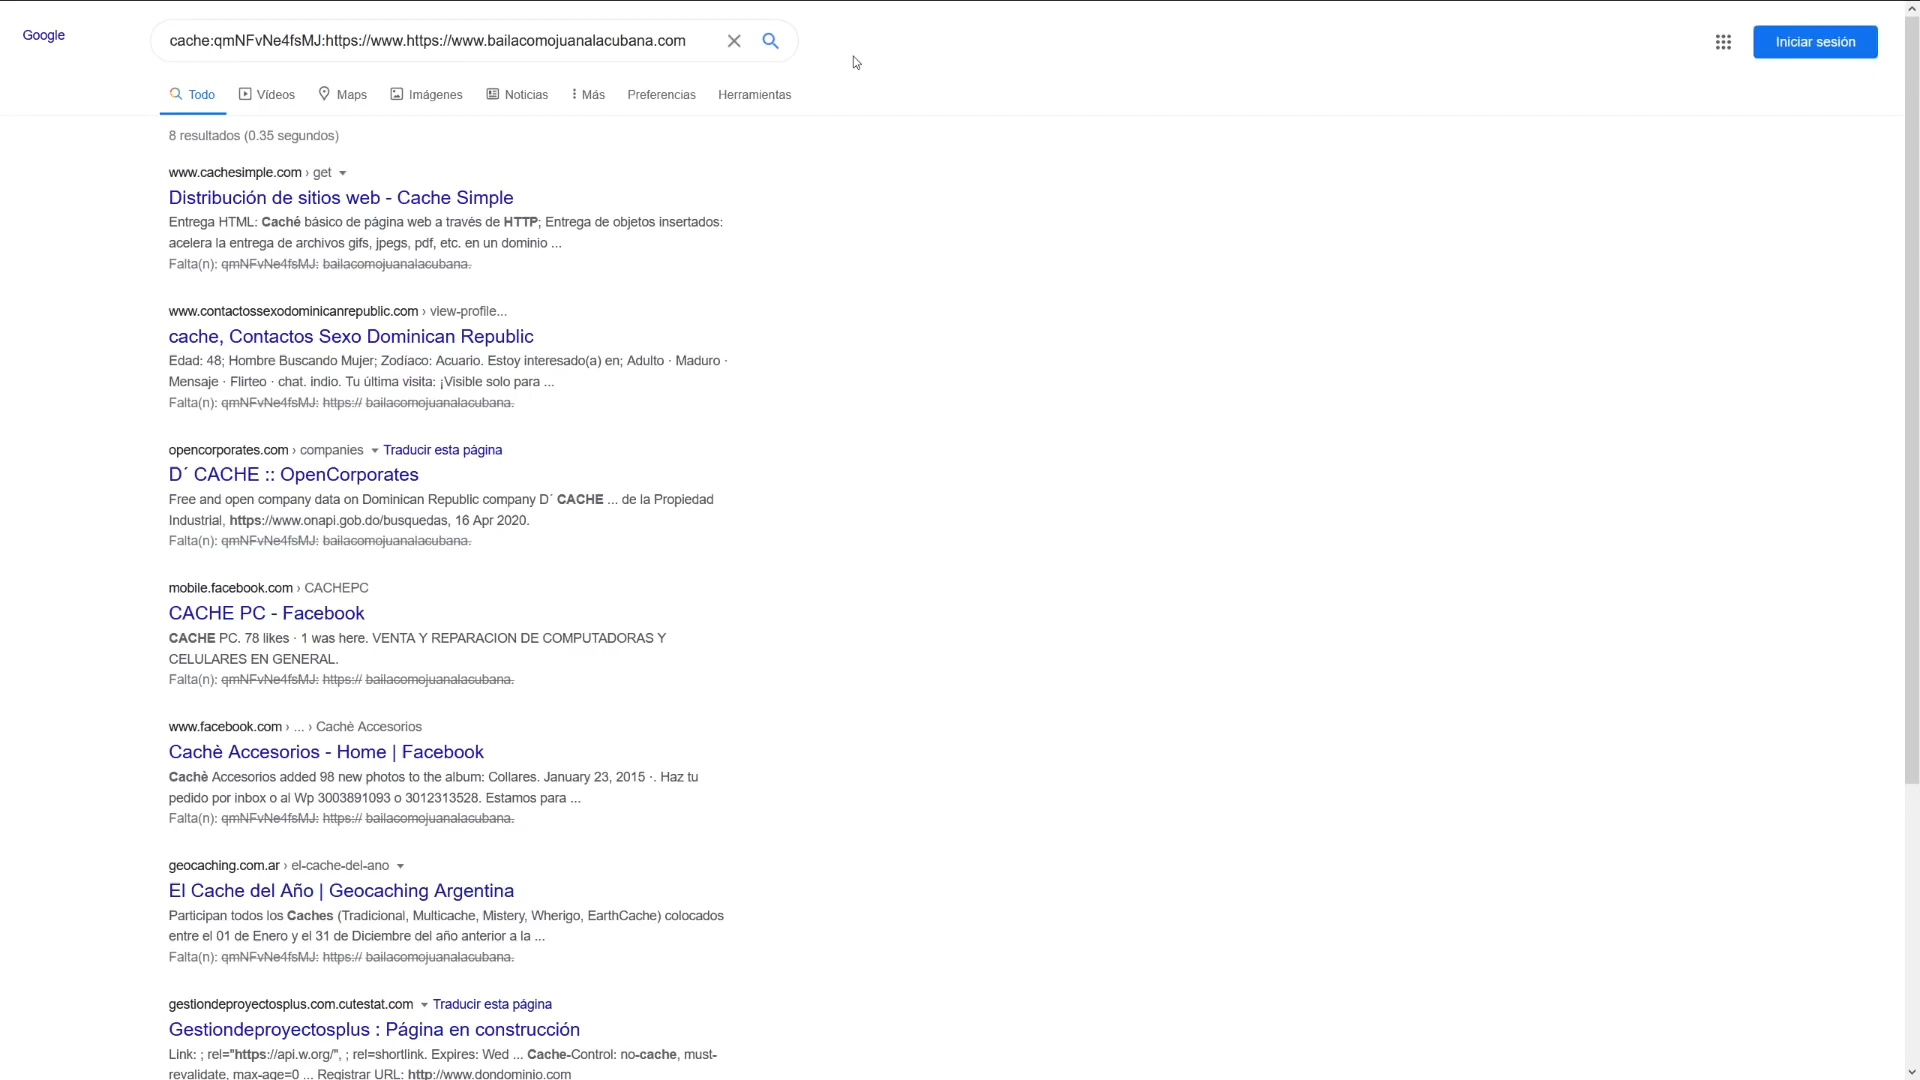 Google
cache:qmNFvNe4fsMJ:https://www.https://www.bailacomojuanalacubana.com
Iniciar sesión
Todo Vídeos Maps Imágenes Noticias Más Preferencias Herramientas
8 resultados (0.35 segundos)
www.cachesimple.com › get
Distribución de sitios web - Cache Simple
Entrega HTML: Caché básico de página web a través de HTTP; Entrega de objetos insertados:
acelera la entrega de archivos gifs, jpegs, pdf, etc. en un dominio ...
Falta(n): qmNFvNe4fsMJ: bailacomojuanalacubana.
www.contactossexodominicanrepublic.com › view-profile...
cache, Contactos Sexo Dominican Republic
Edad: 48; Hombre Buscando Mujer; Zodíaco: Acuario. Estoy interesado(a) en; Adulto · Maduro ·
Mensaje · Flirteo · chat. indio. Tu última visita: ¡Visible solo para ...
Falta(n): qmNFvNe4fsMJ: https:// bailacomojuanalacubana.
opencorporates.com › companies Traducir esta página
D´ CACHE :: OpenCorporates
Free and open company data on Dominican Republic company D´ CACHE ... de la Propiedad
Industrial, https://www.onapi.gob.do/busquedas, 16 Apr 2020.
Falta(n): qmNFvNe4fsMJ: bailacomojuanalacubana.
mobile.facebook.com › CACHEPC
CACHE PC - Facebook
CACHE PC. 78 likes · 1 was here. VENTA Y REPARACION DE COMPUTADORAS Y
CELULARES EN GENERAL.
Falta(n): qmNFvNe4fsMJ: https:// bailacomojuanalacubana.
www.facebook.com › ... › Cachè Accesorios
Cachè Accesorios - Home | Facebook
Cachè Accesorios added 98 new photos to the album: Collares. January 23, 2015 ·. Haz tu
pedido por inbox o al Wp 3003891093 o 3012313528. Estamos para ...
Falta(n): qmNFvNe4fsMJ: https:// bailacomojuanalacubana.
geocaching.com.ar › el-cache-del-ano
El Cache del Año | Geocaching Argentina
Participan todos los Caches (Tradicional, Multicache, Mistery, Wherigo, EarthCache) colocados
entre el 01 de Enero y el 31 de Diciembre del año anterior a la ...
Falta(n): qmNFvNe4fsMJ: https:// bailacomojuanalacubana.
gestiondeproyectosplus.com.cutestat.com Traducir esta página
Gestiondeproyectosplus : Página en construcción
Link: ; rel="https://api.w.org/", ; rel=shortlink. Expires: Wed ... Cache-Control: no-cache, must-
revalidate, max-age=0 ... Registrar URL: http://www.dondominio.com